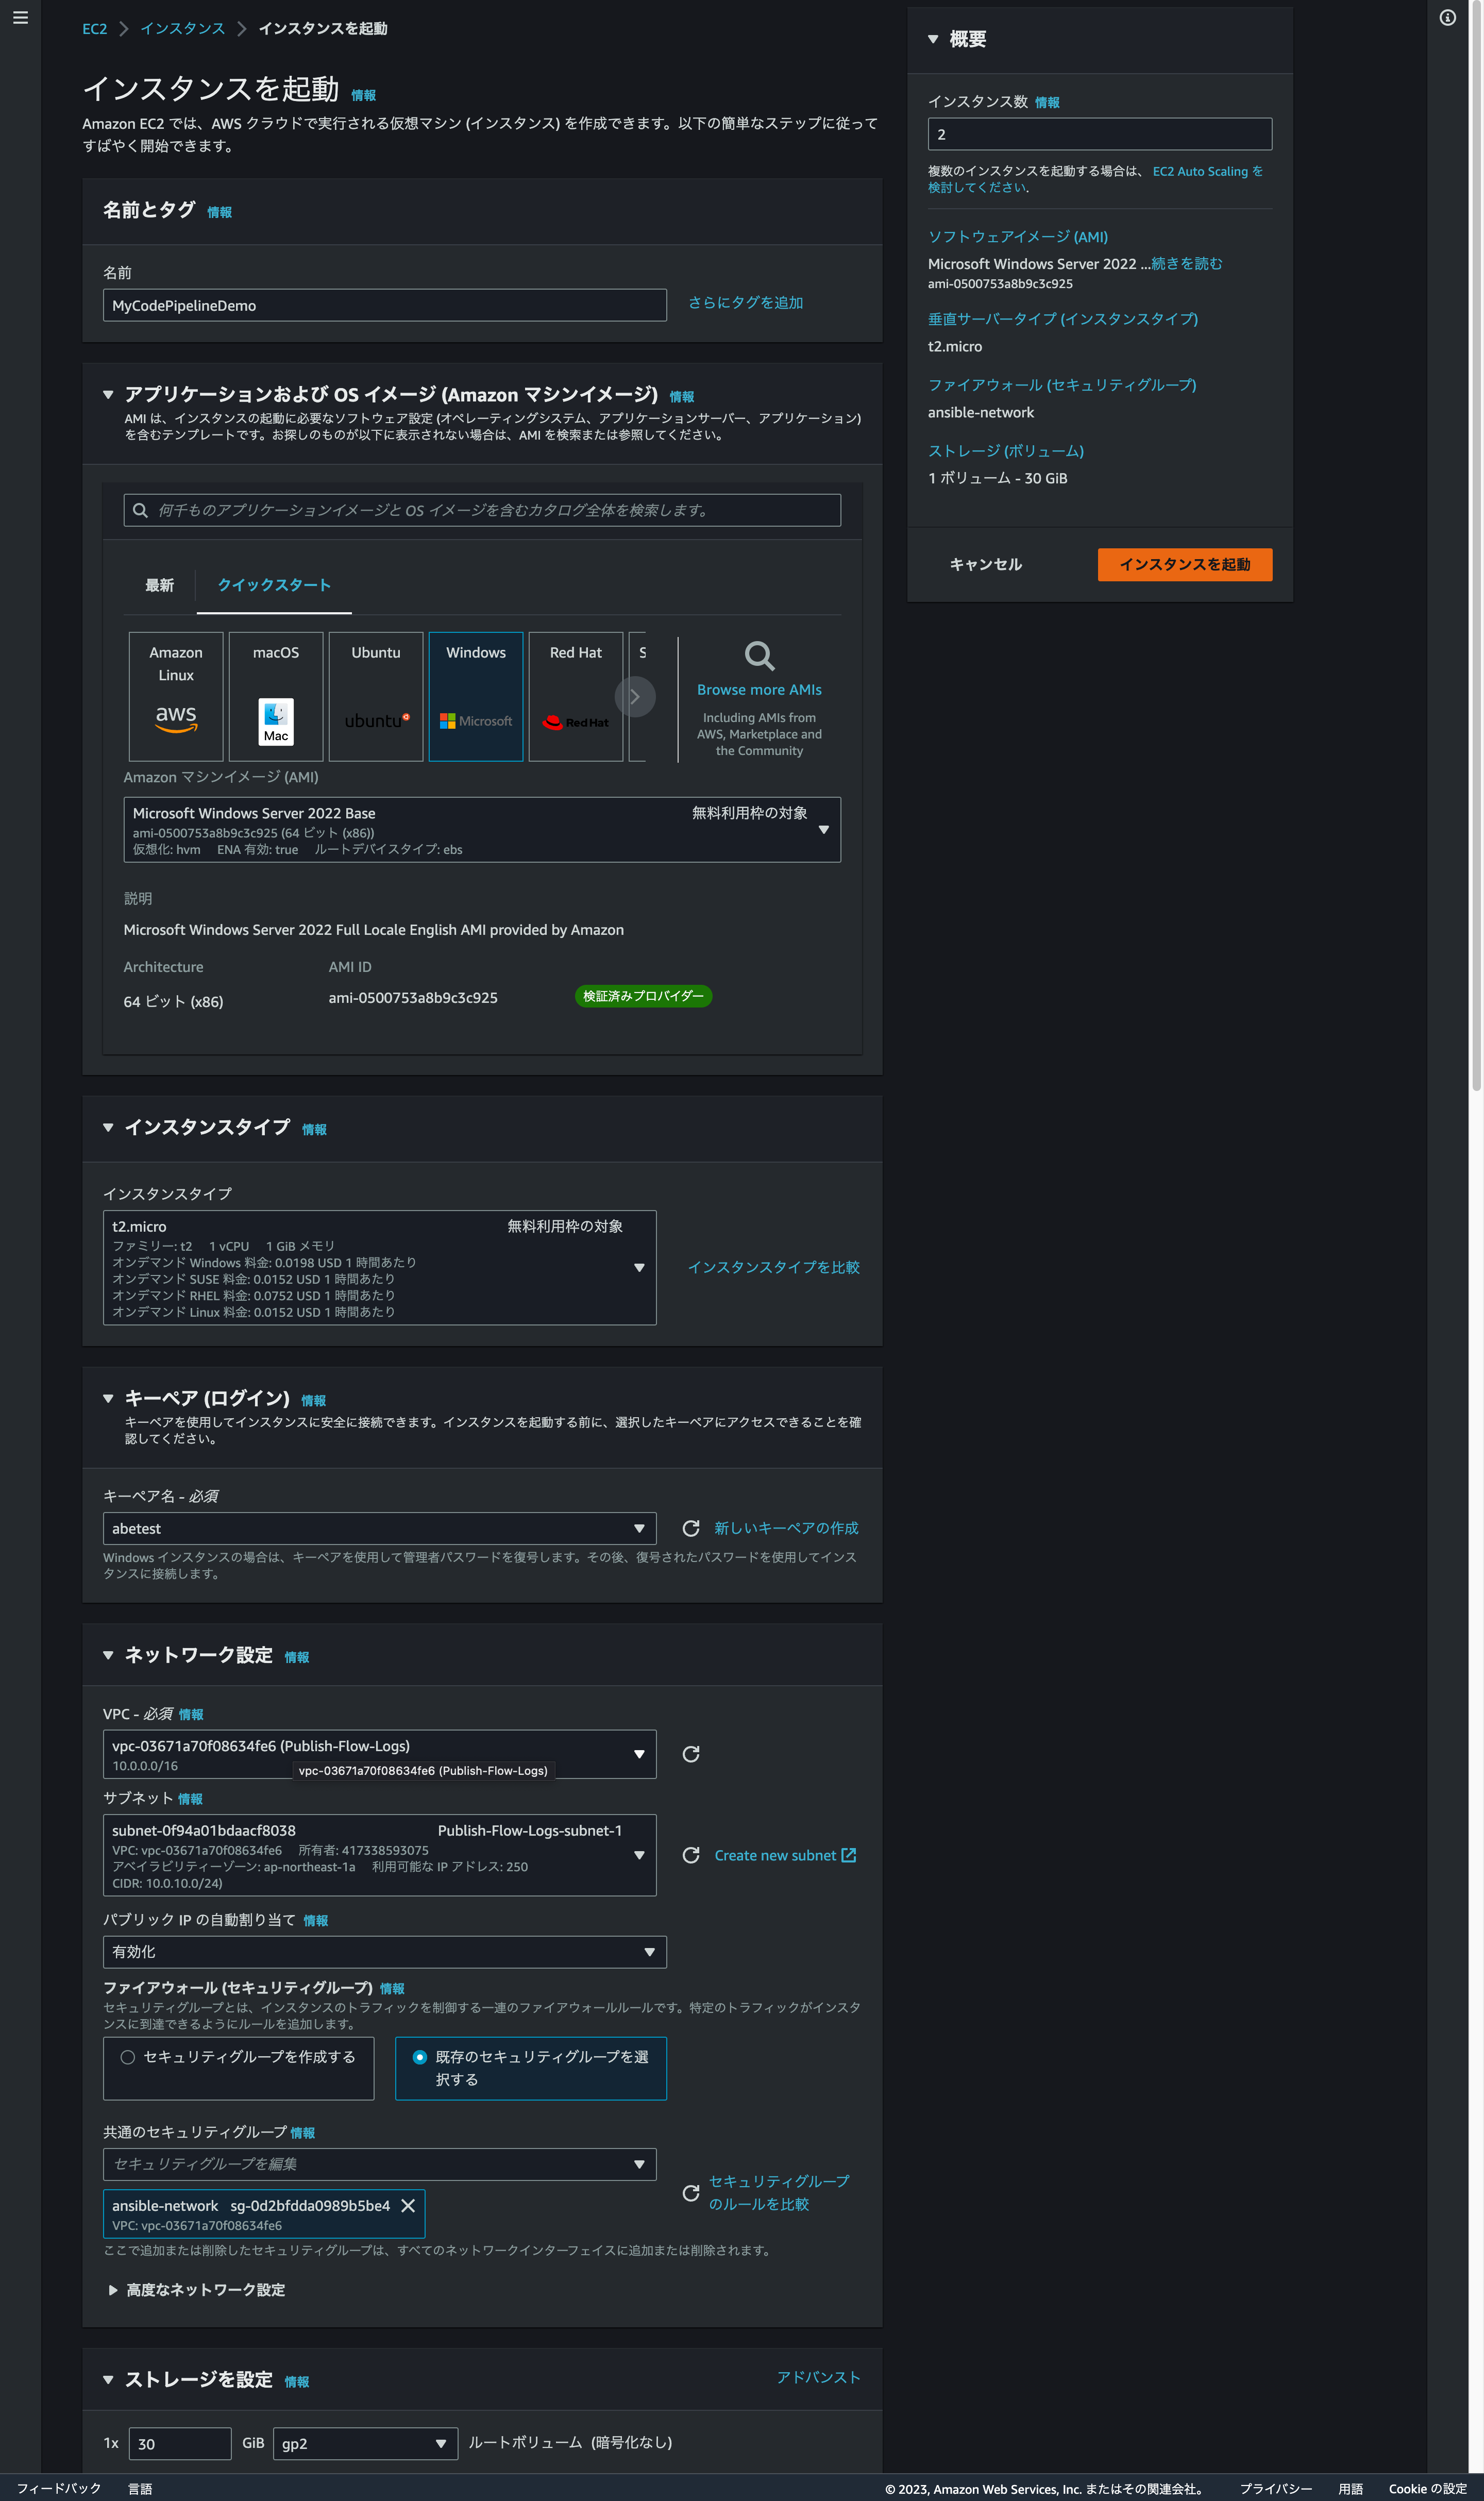 EC2 > インスタンス > インスタンスを起動
インスタンスを起動 情報
Amazon EC2 では、AWS クラウドで実行される仮想マシン (インスタンス) を作成できます。以下の簡単なステップに従って
すばやく開始できます。
名前とタグ 情報
名前
MyCodePipelineDemo
さらにタグを追加
アプリケーションおよび OS イメージ (Amazon マシンイメージ) 情報
AMI は、インスタンスの起動に必要なソフトウェア設定 (オペレーティングシステム、アプリケーションサーバー、アプリケーション)
を含むテンプレートです。お探しのものが以下に表示されない場合は、AMI を検索または参照してください。
何千ものアプリケーションイメージと OS イメージを含むカタログ全体を検索します。
最新
クイックスタート
Amazon
Linux
aws
macOS
Mac
Ubuntu
ubuntu
Windows
Microsoft
Red Hat
Red Hat
S
Browse more AMIs
Including AMIs from
AWS, Marketplace and
the Community
Amazon マシンイメージ (AMI)
Microsoft Windows Server 2022 Base 無料利用枠の対象
ami-0500753a8b9c3c925 (64 ビット (x86))
仮想化: hvm ENA 有効: true ルートデバイスタイプ: ebs
説明
Microsoft Windows Server 2022 Full Locale English AMI provided by Amazon
Architecture AMI ID
64 ビット (x86) ami-0500753a8b9c3c925 検証済みプロバイダー
インスタンスタイプ 情報
インスタンスタイプ
t2.micro 無料利用枠の対象
ファミリー: t2 1 vCPU 1 GiB メモリ
オンデマンド Windows 料金: 0.0198 USD 1 時間あたり
オンデマンド SUSE 料金: 0.0152 USD 1 時間あたり
オンデマンド RHEL 料金: 0.0752 USD 1 時間あたり
オンデマンド Linux 料金: 0.0152 USD 1 時間あたり
インスタンスタイプを比較
キーペア (ログイン) 情報
キーペアを使用してインスタンスに安全に接続できます。インスタンスを起動する前に、選択したキーペアにアクセスできることを確
認してください。
キーペア名 - 必須
abetest
新しいキーペアの作成
Windows インスタンスの場合は、キーペアを使用して管理者パスワードを復号します。その後、復号されたパスワードを使用してインス
タンスに接続します。
ネットワーク設定 情報
VPC - 必須 情報
vpc-03671a70f08634fe6 (Publish-Flow-Logs)
10.0.0.0/16
vpc-03671a70f08634fe6 (Publish-Flow-Logs)
サブネット 情報
subnet-0f94a01bdaacf8038 Publish-Flow-Logs-subnet-1
VPC: vpc-03671a70f08634fe6 所有者: 417338593075
アベイラビリティーゾーン: ap-northeast-1a 利用可能な IP アドレス: 250
CIDR: 10.0.10.0/24)
Create new subnet
パブリック IP の自動割り当て 情報
有効化
ファイアウォール (セキュリティグループ) 情報
セキュリティグループとは、インスタンスのトラフィックを制御する一連のファイアウォールルールです。特定のトラフィックがインスタ
ンスに到達できるようにルールを追加します。
セキュリティグループを作成する
既存のセキュリティグループを選
択する
共通のセキュリティグループ 情報
セキュリティグループを編集
ansible-network sg-0d2bfdda0989b5be4
VPC: vpc-03671a70f08634fe6
セキュリティグループ
のルールを比較
ここで追加または削除したセキュリティグループは、すべてのネットワークインターフェイスに追加または削除されます。
高度なネットワーク設定
ストレージを設定 情報
アドバンスト
1x 30 GiB gp2 ルートボリューム (暗号化なし)
概要
インスタンス数 情報
2
複数のインスタンスを起動する場合は、 EC2 Auto Scaling を
検討してください.
ソフトウェアイメージ (AMI)
Microsoft Windows Server 2022 ...続きを読む
ami-0500753a8b9c3c925
垂直サーバータイプ (インスタンスタイプ)
t2.micro
ファイアウォール (セキュリティグループ)
ansible-network
ストレージ (ボリューム)
1 ボリューム - 30 GiB
キャンセル
インスタンスを起動
フィードバック 言語 © 2023, Amazon Web Services, Inc. またはその関連会社。 プライバシー 用語 Cookie の設定